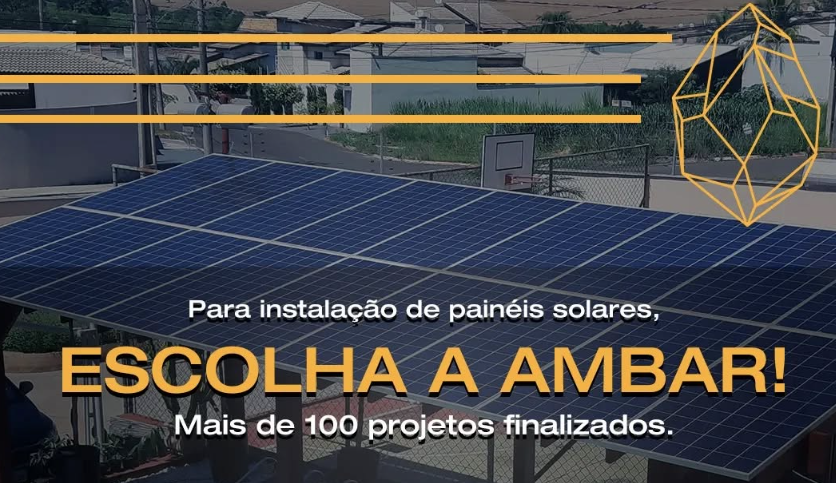 Para instalação de painéis solares,
ESCOLHA A AMBAR!
Mais de 100 projetos finalizados.